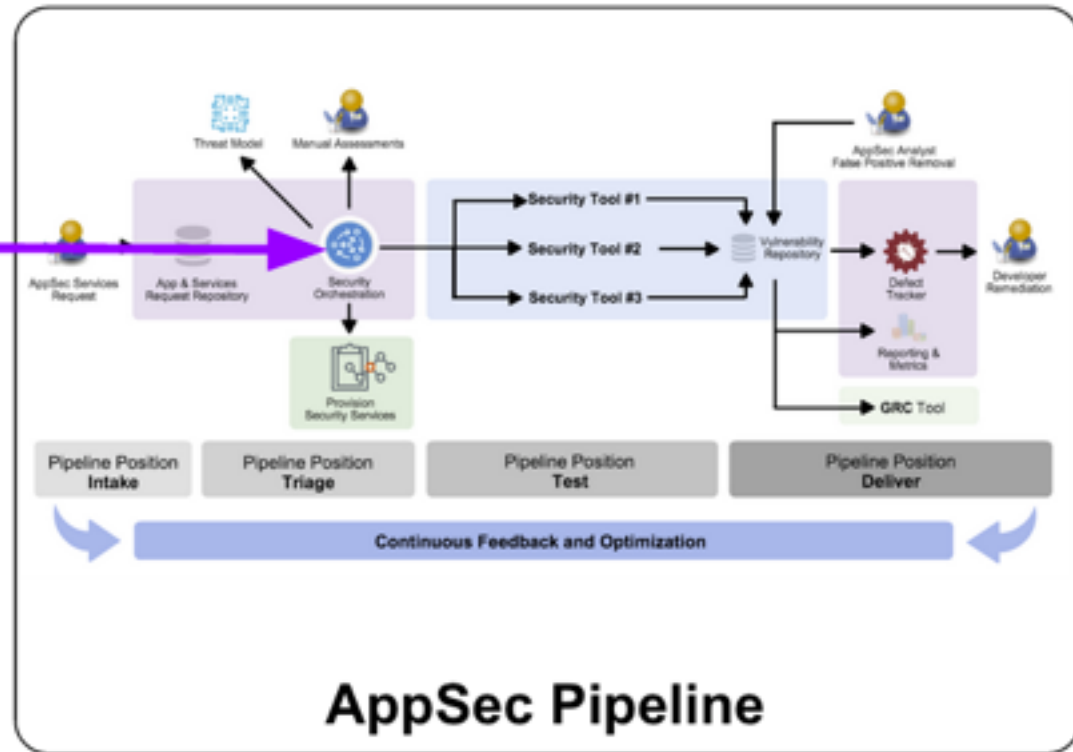 Threat Model
Manual Assessments
AppSec Analyst
False Positive Removal
AppSec Services
Request
App & Services
Request Repository
Security
Orchestration
Security Tool #1
Security Tool #2
Security Tool #3
Vulnerability
Repository
Defect
Tracker
Developer
Remediation
Reporting &
Metrics
Provision
Security Services
GRC Tool
Pipeline Position
Intake
Pipeline Position
Triage
Pipeline Position
Test
Pipeline Position
Deliver
Continuous Feedback and Optimization
AppSec Pipeline